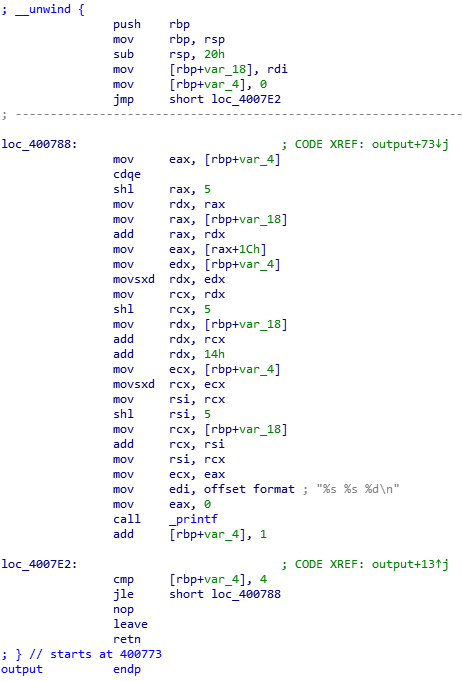 ; __unwind {
push rbp
mov rbp, rsp
sub rsp, 20h
mov [rbp+var_18], rdi
mov [rbp+var_4], 0
jmp short loc_4007E2
; ---------------------------------------------------------------
loc_400788: ; CODE XREF: output+73↓j
mov eax, [rbp+var_4]
cdqe
shl rax, 5
mov rdx, rax
mov rax, [rbp+var_18]
add rax, rdx
mov eax, [rax+1Ch]
mov edx, [rbp+var_4]
movsxd rdx, edx
mov rcx, rdx
shl rcx, 5
mov rdx, [rbp+var_18]
add rdx, rcx
add rdx, 14h
mov ecx, [rbp+var_4]
movsxd rcx, ecx
mov rsi, rcx
shl rsi, 5
mov rcx, [rbp+var_18]
add rcx, rsi
mov rsi, rcx
mov ecx, eax
mov edi, offset format ; "%s %s %d\n"
mov eax, 0
call _printf
add [rbp+var_4], 1
loc_4007E2: ; CODE XREF: output+13↑j
cmp [rbp+var_4], 4
jle short loc_400788
nop
leave
retn
; } // starts at 400773
output endp